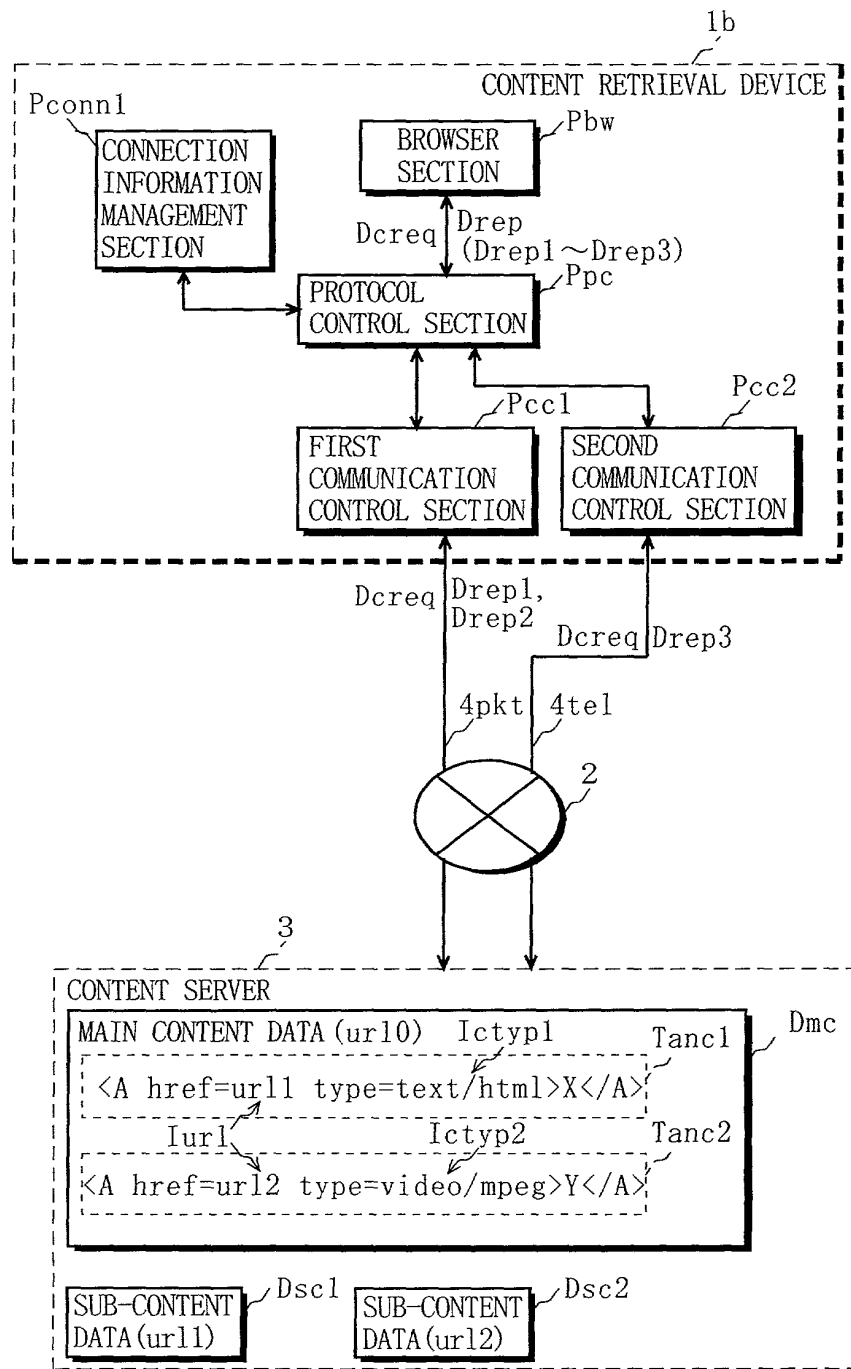 1b
CONTENT RETRIEVAL DEVICE
Pconn1
CONNECTION
INFORMATION
MANAGEMENT
SECTION
BROWSER
SECTION
Pbw
Dcreq
Drep
(Drep1～Drep3)
PROTOCOL
CONTROL SECTION
Ppc
Pcc1
FIRST
COMMUNICATION
CONTROL SECTION
Pcc2
SECOND
COMMUNICATION
CONTROL SECTION
Dcreq
Drep1,
Drep2
Dcreq
Drep3
4pkt
4tel
2
3
CONTENT SERVER
MAIN CONTENT DATA(url0)
Ictyp1
Dmc
Tanc1
<A href=url1 type=text/html>X</A>
Iurl
Ictyp2
Tanc2
<A href=url2 type=video/mpeg>Y</A>
SUB-CONTENT
DATA(url1)
Dsc1
SUB-CONTENT
DATA(url2)
Dsc2